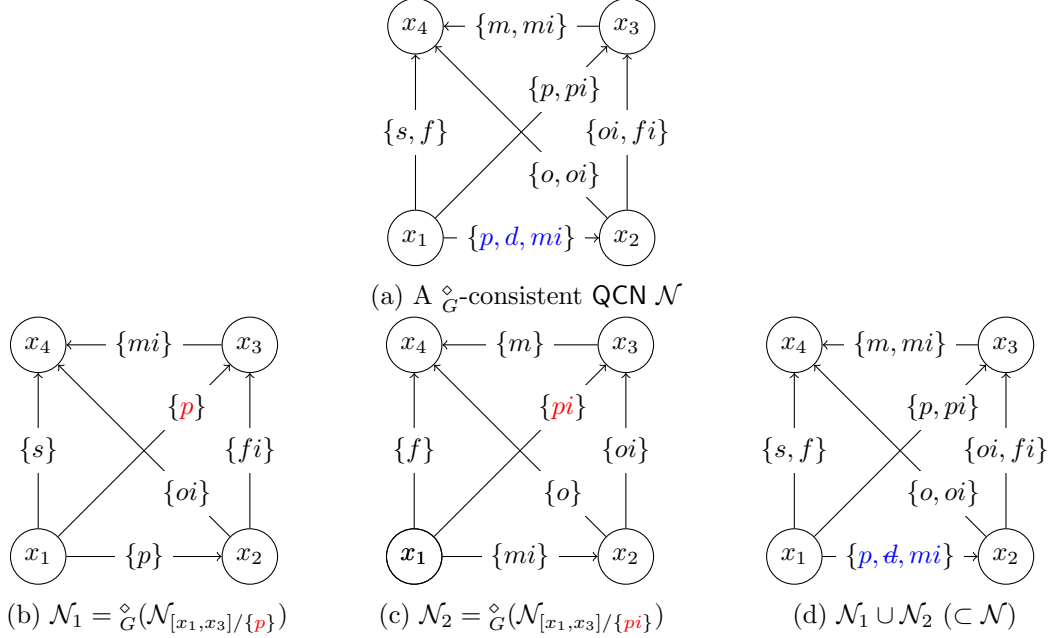 x₄ {m, mi} x₃
{p, pi}
{s, f} {oi, fi}
{o, oi}
x₁ {p, d, mi} x₂
(a) A ⋄G-consistent QCN 𝒩
x₄ {mi} x₃
{p}
{s} {fi}
{oi}
x₁ {p} x₂
(b) 𝒩₁ = ⋄G(𝒩[x₁,x₃]/{p})
x₄ {m} x₃
{pi}
{f} {oi}
{o}
x₁ {mi} x₂
(c) 𝒩₂ = ⋄G(𝒩[x₁,x₃]/{pi})
x₄ {m, mi} x₃
{p, pi}
{s, f} {oi, fi}
{o, oi}
x₁ {p, d̶, mi} x₂
(d) 𝒩₁ ∪ 𝒩₂ (⊂ 𝒩)